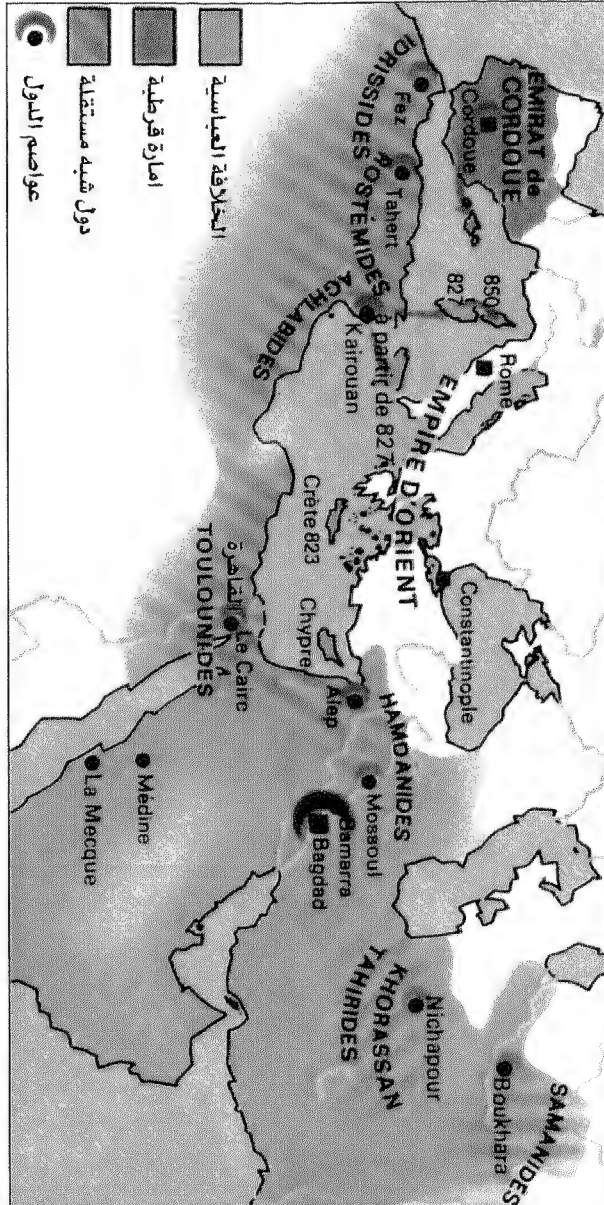 EMIRAT de
CORDOUE
Cordoue
IDRISSIDES
Fez
OSTÉMIDES
Tahert
AGHLABIDES
Kairouan
à partir de 827
827
850
Rome
EMPIRE D'ORIENT
Constantinople
Crète 823
Chypre
TOULOUNIDES
القاهرة
Le Caire
Alep
HAMDANIDES
Mossoul
Samarra
Bagdad
Médine
La Mecque
KHORASSAN
TAHIRIDES
Nichapour
Boukhara
SAMANIDES
الخلافة العباسية
امارة قرطبة
دول شبه مستقلة
عواصم الدول